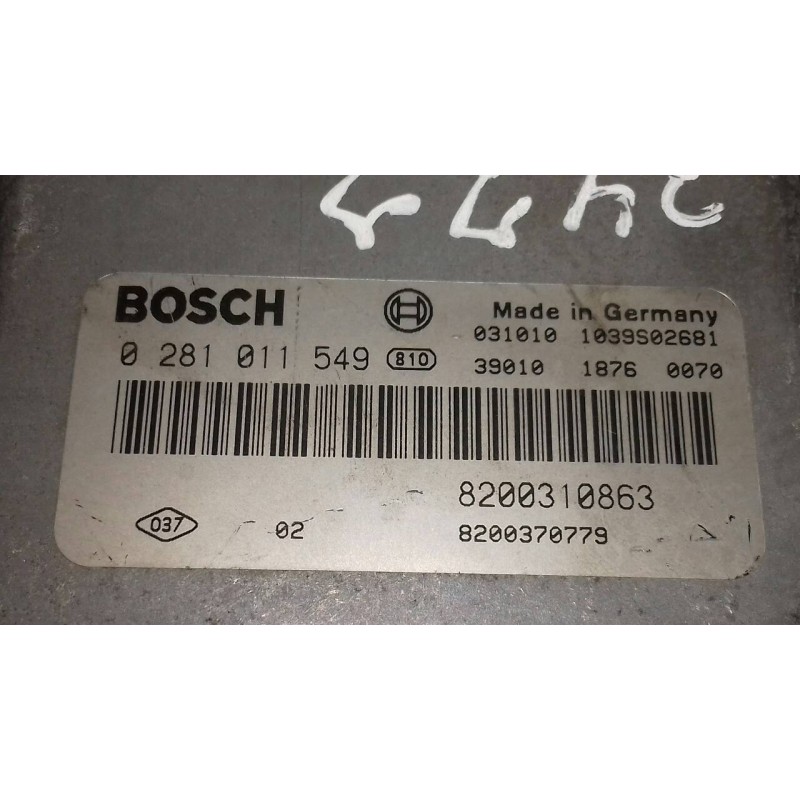 BOSCH
Made in Germany
031010 1039S02681
0 281 011 549 810
39010 1876 0070
8200310863
037 02 8200370779